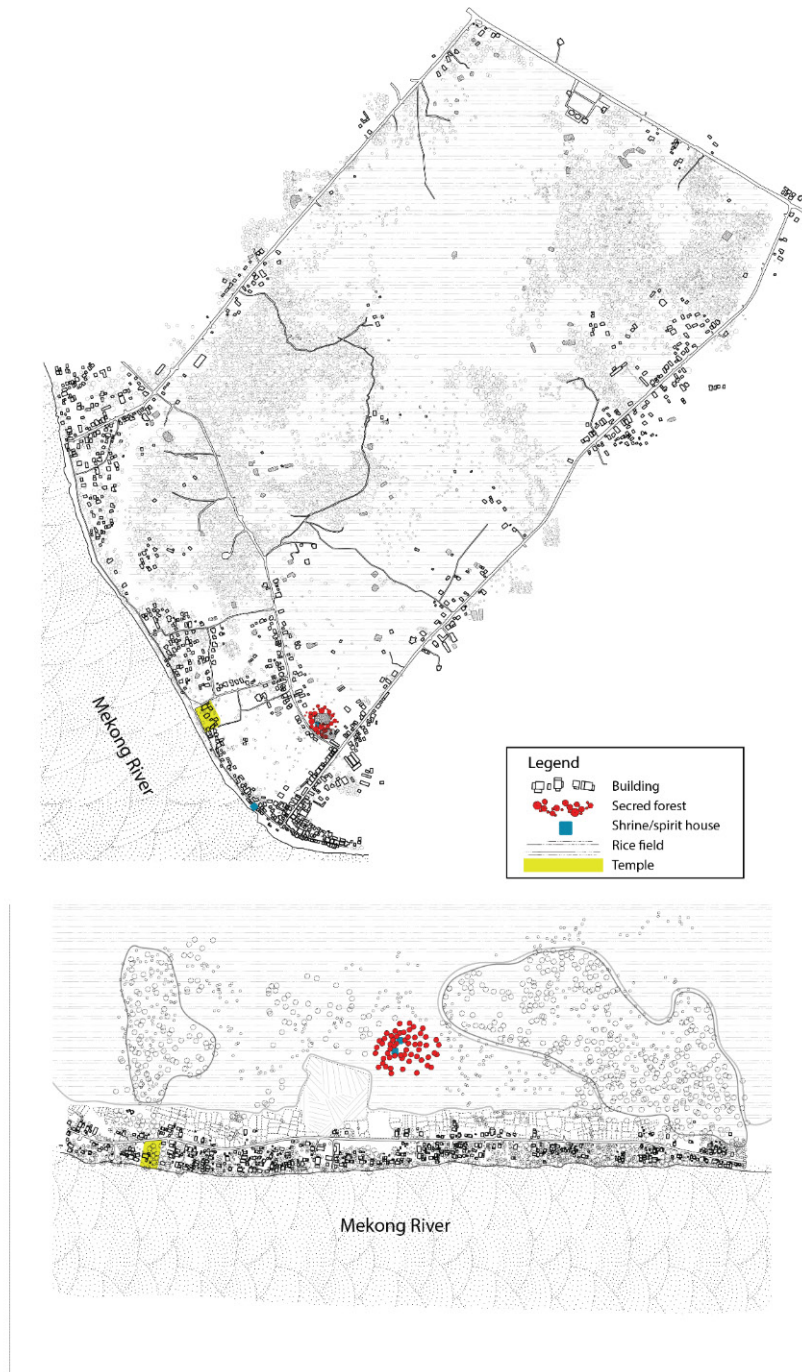 Mekong River
Legend
Building
Secred forest
Shrine/spirit house
Rice field
Temple
Mekong River